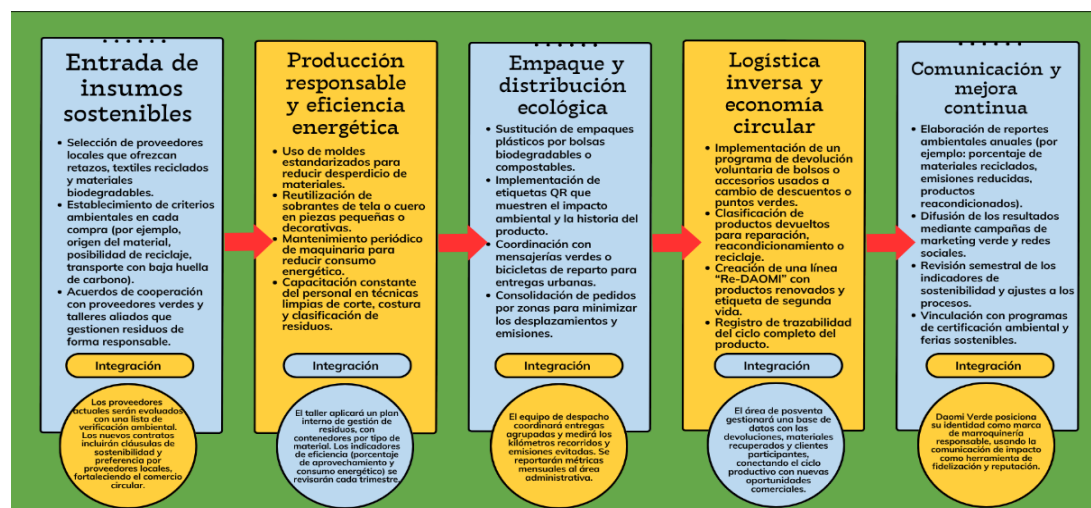 Entrada de
insumos
sostenibles
• Selección de proveedores
locales que ofrezcan
retazos, textiles reciclados
y materiales
biodegradables.
• Establecimiento de criterios
ambientales en cada
compra (por ejemplo,
origen del material,
posibilidad de reciclaje,
transporte con baja huella
de carbono).
• Acuerdos de cooperación
con proveedores verdes y
talleres aliados que
gestionen residuos de
forma responsable.
Integración
Los proveedores
actuales serán evaluados
con una lista de
verificación ambiental.
Los nuevos contratas incluirán cláusulas de
sostenibilidad y
preferencia por
proveedores locales,
fortaleciendo el comercio
circular.
Producción
responsable
y eficiencia
energética
• Uso de moldes
estandarizados para
reducir desperdicio de
materiales.
• Reutilización de
sobrantes de tela o cuero
en piezas pequeñas o
decorativas.
• Mantenimiento periódico
de maquinaria para
reducir consumo
energético.
• Capacitación constante
del personal en técnicas
limpias de corte, costura
y clasificación de
residuos.
Integración
El taller aplicará un plan
interno de gestión de
residuos, con
contenedores por tipo de
material. Los indicadores
de eficiencia (porcentaje
de aprovechamiento y
consumo energético) se
revisarán cada trimestre.
Empaque y
distribución
ecológica
• Sustitución de empaques
plásticos por bolsas
biodegradables o
compostables.
• Implementación de
etiquetas QR que
muestren el impacto
ambiental y la historia del
producto.
• Coordinación con
mensajerías verdes o
bicicletas de reparto para
entregas urbanas.
• Consolidación de pedidos
por zonas para minimizar
los desplazamientos y
emisiones.
Integración
El equipo de despacho
coordinará entregas
agrupadas y medirá los
kilómetros recorridos y
emisiones evitadas. Se
reportarán métricas
mensuales al área
administrativa.
Logística
inversa y
economía
circular
• Implementación de un
programa de devolución
voluntaria de bolsos o
accesorios usados a
cambio de descuentos o
puntos verdes.
• Clasificación de
productos devueltos
para reparación,
reacondicionamiento o
reciclaje.
• Creación de una línea
“Re-DAOMI” con
productos renovados y
etiqueta de segunda
vida.
• Registro de trazabilidad
del ciclo completo del
producto.
Integración
El área de posventa
gestionará una base de
datos con las
devoluciones, materiales
recuperados y clientes
participantes,
conectando el ciclo
productivo con nuevas
oportunidades
comerciales.
Comunicación y
mejora
continua
• Elaboración de reportes
ambientales anuales (por
ejemplo: porcentaje de
materiales reciclados,
emisiones reducidas,
productos
reacondicionados).
• Difusión de los resultados
mediante campañas de
marketing verde y redes
sociales.
• Revisión semestral de los
indicadores de
sostenibilidad y ajustes a los
procesos.
• Vinculación con programas
de certificación ambiental y
ferias sostenibles.
Integración
Daomi Verde posiciona
su identidad como marca
de marroquinería
responsable, usando la
comunicación de impacto
como herramienta de
fidelización y reputación.